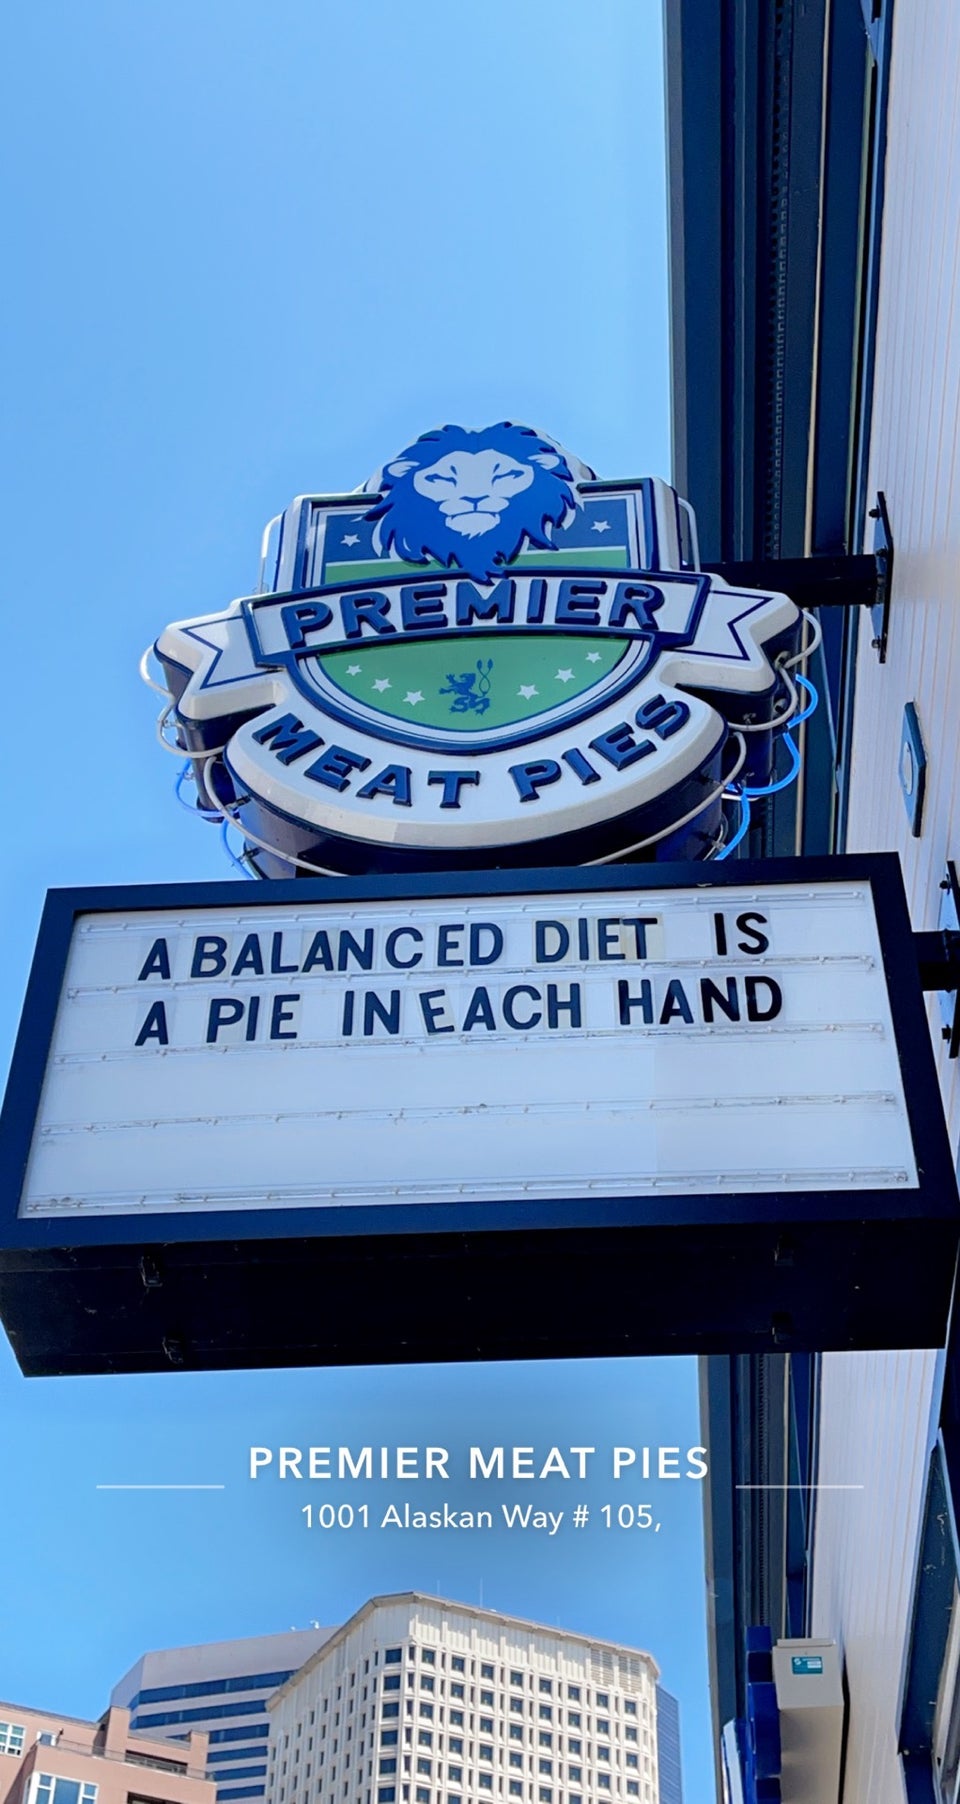 PREMIER
MEAT PIES
A BALANCED DIET IS
A PIE IN EACH HAND
PREMIER MEAT PIES
1001 Alaskan Way # 105,